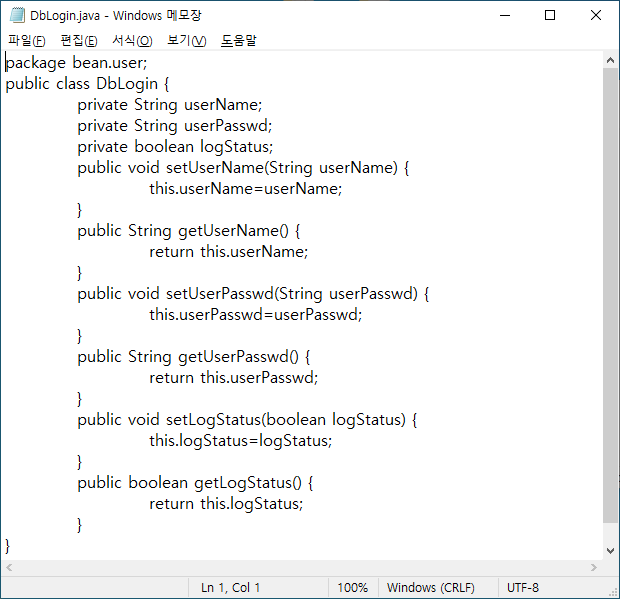 DbLogin.java - Windows 메모장
파일(F) 편집(E) 서식(O) 보기(V) 도움말
package bean.user;
public class DbLogin {
        private String userName;
        private String userPasswd;
        private boolean logStatus;
        public void setUserName(String userName) {
                this.userName=userName;
        }
        public String getUserName() {
                return this.userName;
        }
        public void setUserPasswd(String userPasswd) {
                this.userPasswd=userPasswd;
        }
        public String getUserPasswd() {
                return this.userPasswd;
        }
        public void setLogStatus(boolean logStatus) {
                this.logStatus=logStatus;
        }
        public boolean getLogStatus() {
                return this.logStatus;
        }
}
Ln 1, Col 1 100% Windows (CRLF) UTF-8